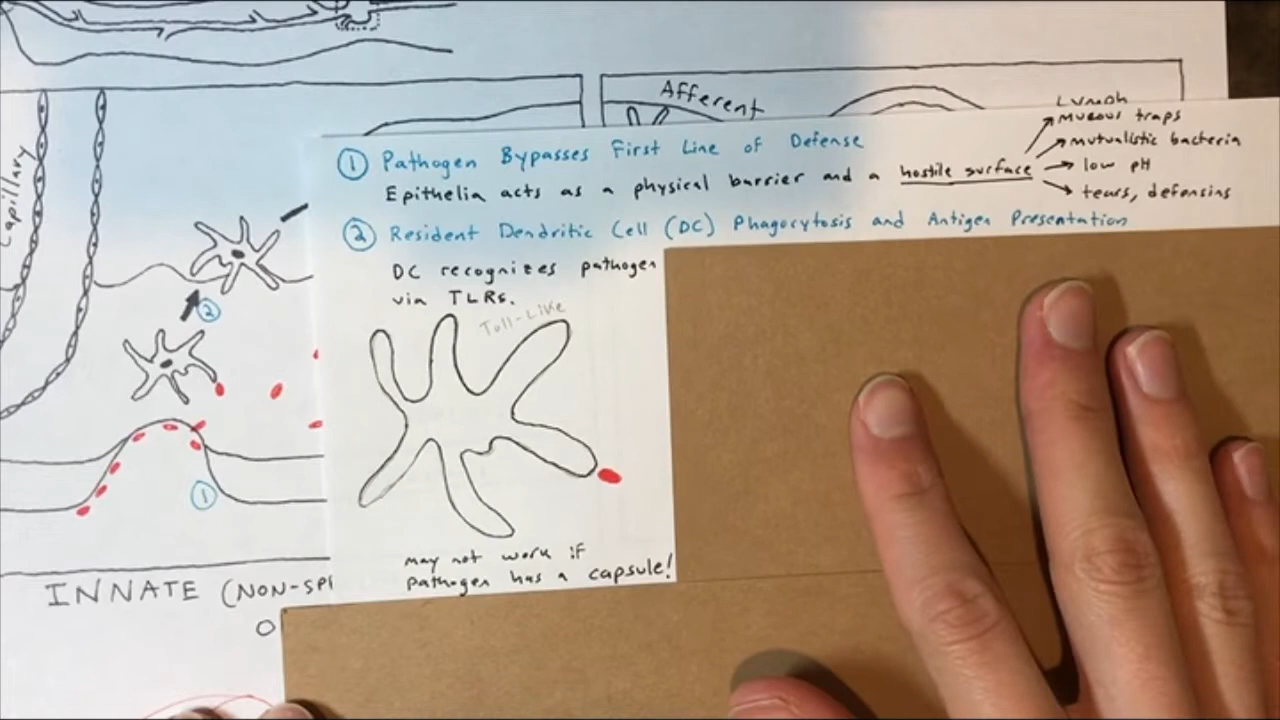 Afferent
Lymph
Capillary
① Pathogen Bypasses First Line of Defense
Epithelia acts as a physical barrier and a hostile surface
mucous traps
mutualistic bacteria
low pH
tears, defensins
② Resident Dendritic Cell (DC) Phagocytosis and Antigen Presentation
DC recognizes pathogen
via TLRs.
Toll-Like
②
①
may not work if
pathogen has a capsule!
INNATE (NON-SP